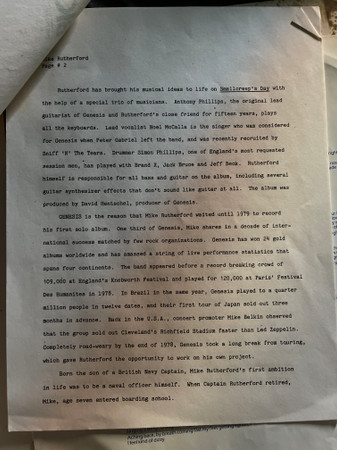 Mike Rutherford
Page # 2
Rutherford has brought his musical ideas to life on Smallcreep's Day with
the help of a special trio of musicians. Anthony Phillips, the original lead
guitarist of Genesis and Rutherford's close friend for fifteen years, plays
all the keyboards. Lead vocalist Noel McCalla is the singer who was considered
for Genesis when Peter Gabriel left the band, and was recently recruited by
Sniff 'N' The Tears. Drummer Simon Phillips, one of England's most requested
session men, has played with Brand X, Jack Bruce and Jeff Beck. Rutherford
himself is responsible for all bass and guitar on the album, including several
guitar synthesizer effects that don't sound like guitar at all. The album was
produced by David Hentschel, producer of Genesis.
GENESIS is the reason that Mike Rutherford waited until 1979 to record
his first solo album. One third of Genesis, Mike shares in a decade of inter-
national success matched by few rock organizations. Genesis has won 24 gold
albums worldwide and has amassed a string of live performance statistics that
spans four continents. The band appeared before a record breaking crowd of
109,000 at England's Knebworth Festival and played for 120,000 at Paris' Festival
Des Humanites in 1978. In Brazil in the same year, Genesis played to a quarter
million people in twelve dates, and their first tour of Japan sold out three
months in advance. Back in the U.S.A., concert promoter Mike Belkin observed
that the group sold out Cleveland's Richfield Stadium faster than Led Zeppelin.
Completely road-weary by the end of 1978, Genesis took a long break from touring,
which gave Rutherford the opportunity to work on his own project.
Born the son of a British Navy Captain, Mike Rutherford's first ambition
in life was to be a naval officer himself. When Captain Rutherford retired,
Mike, age seven entered boarding school.